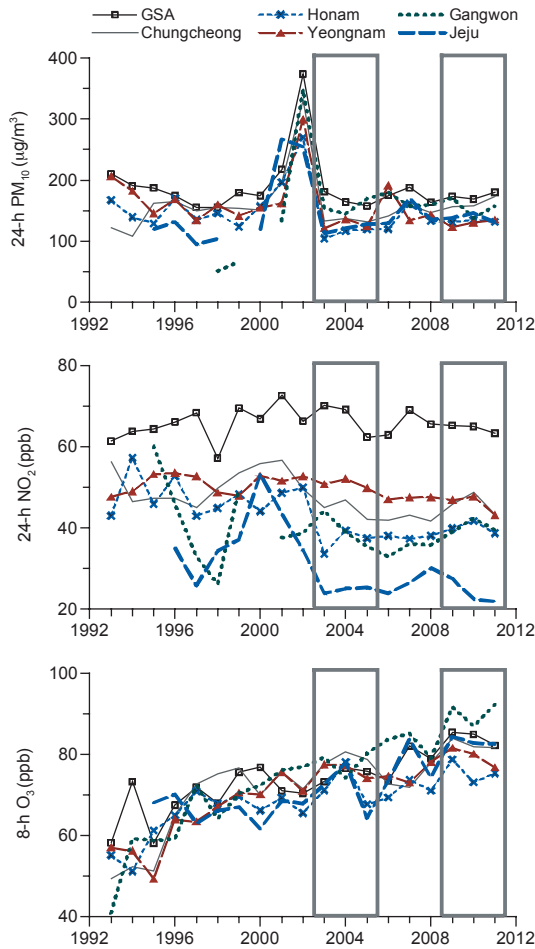 GSA Honam Gangwon
Chungcheong Yeongnam Jeju
400
300
200
100
0
24-h PM₁₀ (μg/m³)
1992 1996 2000 2004 2008 2012
80
60
40
20
24-h NO₂ (ppb)
1992 1996 2000 2004 2008 2012
100
80
60
40
8-h O₃ (ppb)
1992 1996 2000 2004 2008 2012